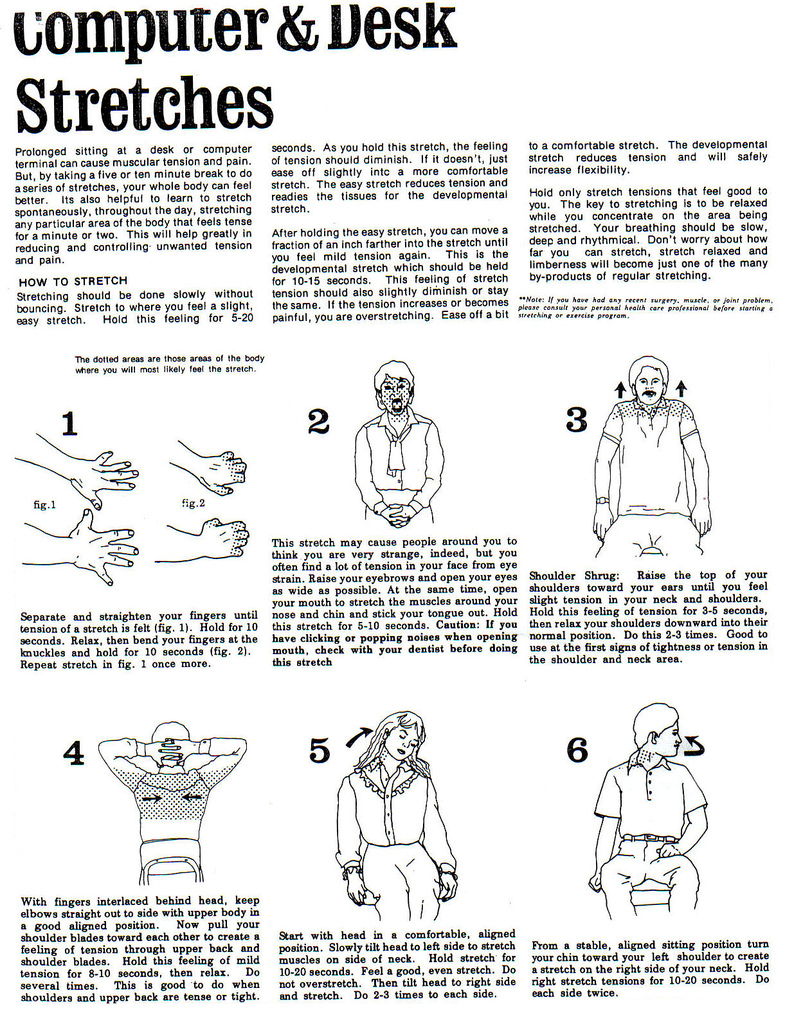 Computer & Desk
Stretches
Prolonged sitting at a desk or computer
terminal can cause muscular tension and pain.
But, by taking a five or ten minute break to do
a series of stretches, your whole body can feel
better. Its also helpful to learn to stretch
spontaneously, throughout the day, stretching
any particular area of the body that feels tense
for a minute or two. This will help greatly in
reducing and controlling unwanted tension
and pain.
HOW TO STRETCH
Stretching should be done slowly without
bouncing. Stretch to where you feel a slight,
easy stretch. Hold this feeling for 5-20
seconds. As you hold this stretch, the feeling
of tension should diminish. If it doesn't, just
ease off slightly into a more comfortable
stretch. The easy stretch reduces tension and
readies the tissues for the developmental
stretch.
After holding the easy stretch, you can move a
fraction of an inch farther into the stretch until
you feel mild tension again. This is the
developmental stretch which should be held
for 10-15 seconds. This feeling of stretch
tension should also slightly diminish or stay
the same. If the tension increases or becomes
painful, you are overstretching. Ease off a bit
to a comfortable stretch. The developmental
stretch reduces tension and will safely
increase flexibility.
Hold only stretch tensions that feel good to
you. The key to stretching is to be relaxed
while you concentrate on the area being
stretched. Your breathing should be slow,
deep and rhythmical. Don't worry about how
far you can stretch, stretch relaxed and
limberness will become just one of the many
by-products of regular stretching.
**Note: If you have had any recent surgery, muscle, or joint problem,
please consult your personal health care professional before starting a
stretching or exercise program.
The dotted areas are those areas of the body
where you will most likely feel the stretch.
1
fig.1
fig.2
Separate and straighten your fingers until
tension of a stretch is felt (fig. 1). Hold for 10
seconds. Relax, then bend your fingers at the
knuckles and hold for 10 seconds (fig. 2).
Repeat stretch in fig. 1 once more.
2
This stretch may cause people around you to
think you are very strange, indeed, but you
often find a lot of tension in your face from eye
strain. Raise your eyebrows and open your eyes
as wide as possible. At the same time, open
your mouth to stretch the muscles around your
nose and chin and stick your tongue out. Hold
this stretch for 5-10 seconds. Caution: If you
have clicking or popping noises when opening
mouth, check with your dentist before doing
this stretch
3
Shoulder Shrug: Raise the top of your
shoulders toward your ears until you feel
slight tension in your neck and shoulders.
Hold this feeling of tension for 3-5 seconds,
then relax your shoulders downward into their
normal position. Do this 2-3 times. Good to
use at the first signs of tightness or tension in
the shoulder and neck area.
4
With fingers interlaced behind head, keep
elbows straight out to side with upper body in
a good aligned position. Now pull your
shoulder blades toward each other to create a
feeling of tension through upper back and
shoulder blades. Hold this feeling of mild
tension for 8-10 seconds, then relax. Do
several times. This is good to do when
shoulders and upper back are tense or tight.
5
Start with head in a comfortable, aligned
position. Slowly tilt head to left side to stretch
muscles on side of neck. Hold stretch for
10-20 seconds. Feel a good, even stretch. Do
not overstretch. Then tilt head to right side
and stretch. Do 2-3 times to each side.
6
From a stable, aligned sitting position turn
your chin toward your left shoulder to create
a stretch on the right side of your neck. Hold
right stretch tensions for 10-20 seconds. Do
each side twice.